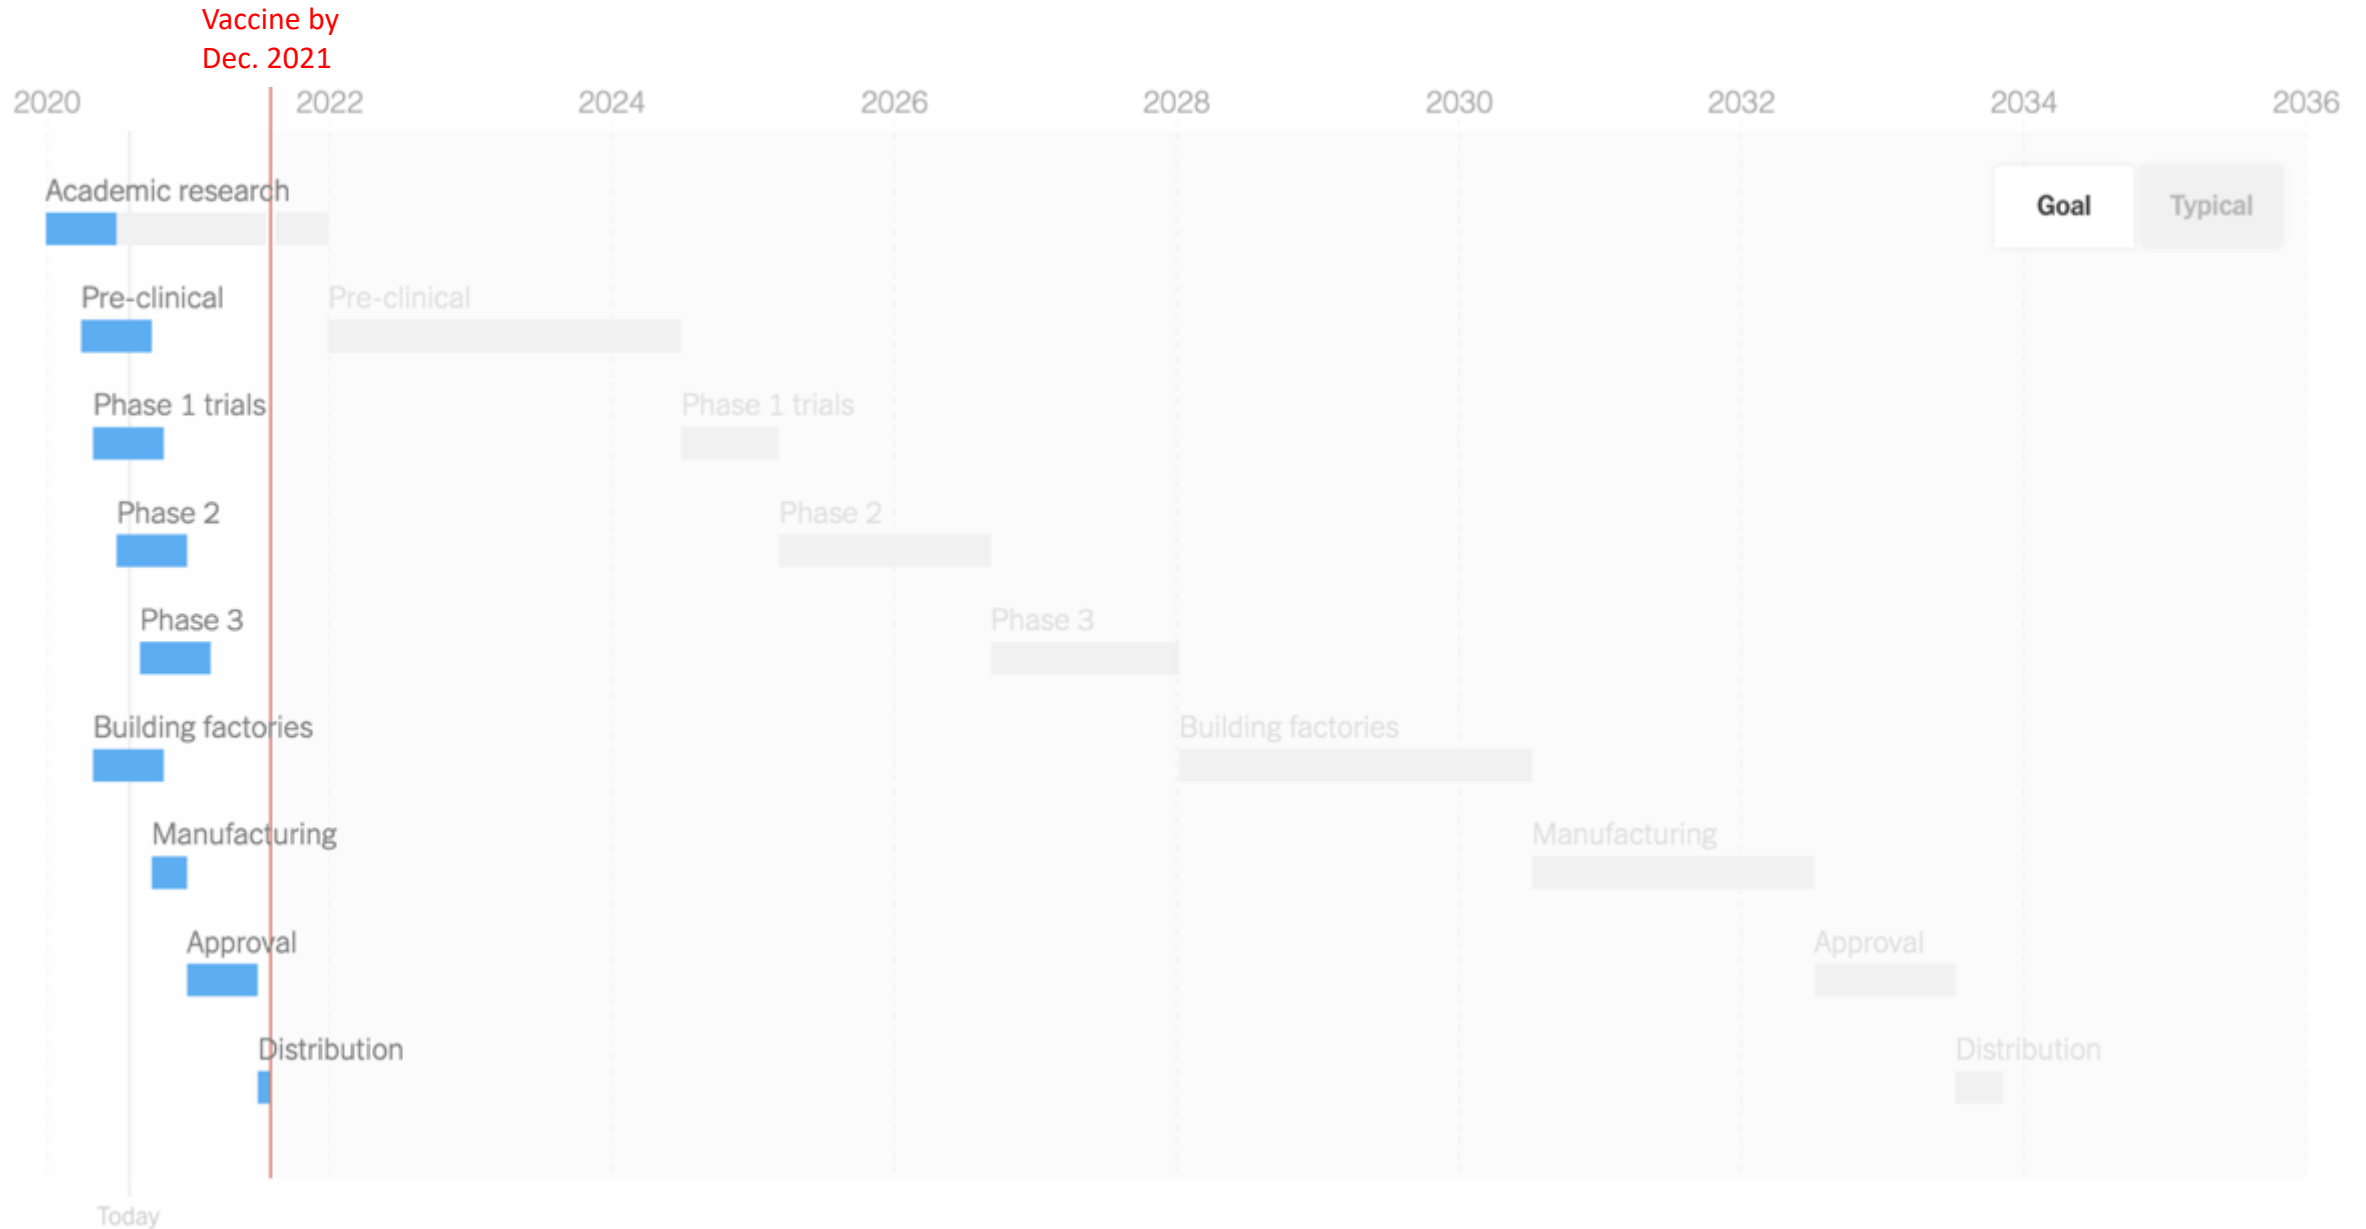 Vaccine by
Dec. 2021
2020 2022 2024 2026 2028 2030 2032 2034 2036
Academic research
Goal Typical
Pre-clinical Pre-clinical
Phase 1 trials Phase 1 trials
Phase 2 Phase 2
Phase 3 Phase 3
Building factories Building factories
Manufacturing Manufacturing
Approval Approval
Distribution Distribution
Today